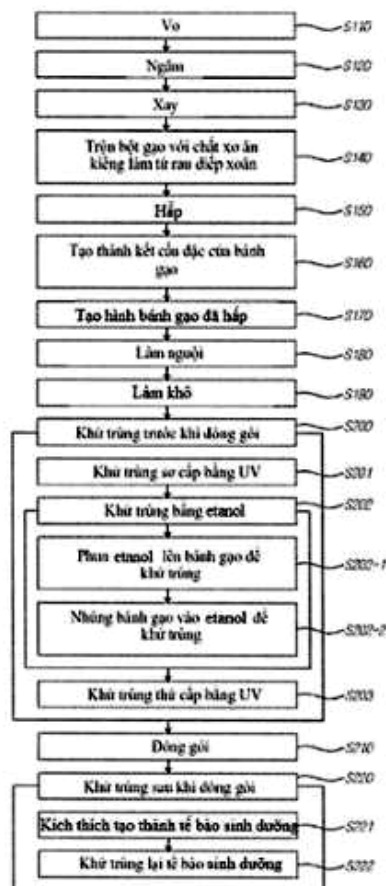 Vo
S110
Ngâm
S120
Xay
S130
Trộn bột gạo với chất xơ ăn
kiêng làm từ rau diếp xoăn
S140
Hấp
S150
Tạo thành kết cấu đặc của bánh
gạo
S160
Tạo hình bánh gạo đã hấp
S170
Làm nguội
S180
Làm khô
S190
Khử trùng trước khi đóng gói
S200
Khử trùng sơ cấp bằng UV
S201
Khử trùng bằng etanol
S202
Phun etanol lên bánh gạo để
khử trùng
S202-1
Nhúng bánh gạo vào etanol để
khử trùng
S202-2
Khử trùng thứ cấp bằng UV
S203
Đóng gói
S210
Khử trùng sau khi đóng gói
S220
Kích thích tạo thành tế bào sinh dưỡng
S221
Khử trùng lại tế bào sinh dưỡng
S222